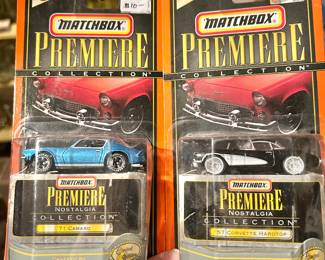 $10
MATCHBOX
PREMIERE
COLLECTION
MATCHBOX
PREMIERE
NOSTALGIA
COLLECTION
'71 CAMARO
MATCHBOX
PREMIERE
COLLECTION
MATCHBOX
PREMIERE
NOSTALGIA
COLLECTION
'57 CORVETTE HARDTOP